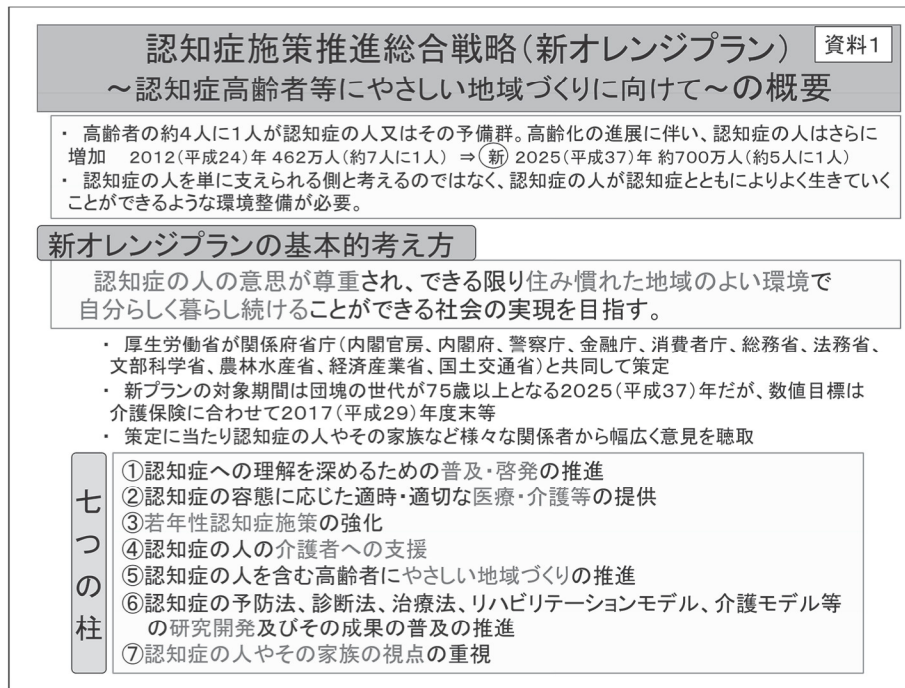 認知症施策推進総合戦略（新オレンジプラン）
資料1
～認知症高齢者等にやさしい地域づくりに向けて～の概要
・ 高齢者の約4人に1人が認知症の人又はその予備群。高齢化の進展に伴い、認知症の人はさらに
増加 2012（平成24）年 462万人（約7人に1人） ⇒ 新 2025（平成37）年 約700万人（約5人に1人）
・ 認知症の人を単に支えられる側と考えるのではなく、認知症の人が認知症とともによりよく生きていく
ことができるような環境整備が必要。
新オレンジプランの基本的考え方
認知症の人の意思が尊重され、できる限り住み慣れた地域のよい環境で
自分らしく暮らし続けることができる社会の実現を目指す。
・ 厚生労働省が関係府省庁（内閣官房、内閣府、警察庁、金融庁、消費者庁、総務省、法務省、
文部科学省、農林水産省、経済産業省、国土交通省）と共同して策定
・ 新プランの対象期間は団塊の世代が75歳以上となる2025（平成37）年だが、数値目標は
介護保険に合わせて2017（平成29）年度末等
・ 策定に当たり認知症の人やその家族など様々な関係者から幅広く意見を聴取
七つの柱
①認知症への理解を深めるための普及・啓発の推進
②認知症の容態に応じた適時・適切な医療・介護等の提供
③若年性認知症施策の強化
④認知症の人の介護者への支援
⑤認知症の人を含む高齢者にやさしい地域づくりの推進
⑥認知症の予防法、診断法、治療法、リハビリテーションモデル、介護モデル等
の研究開発及びその成果の普及の推進
⑦認知症の人やその家族の視点の重視